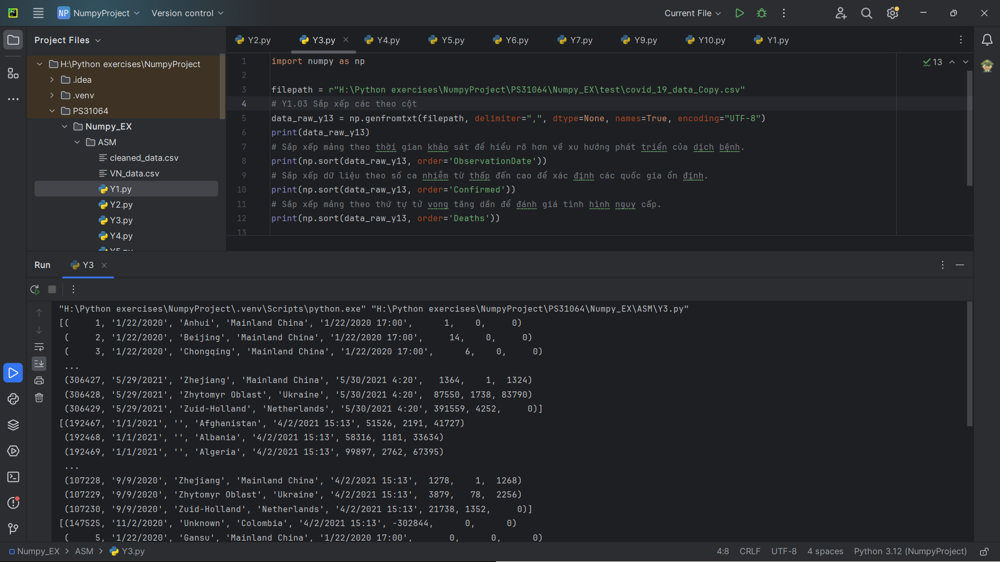 NP NumpyProject Version control Current File
Project Files
Y2.py Y3.py Y4.py Y5.py Y6.py Y7.py Y9.py Y10.py Y1.py
H:\Python exercises\NumpyProject
.idea
.venv
PS31064
Numpy_EX
ASM
cleaned_data.csv
VN_data.csv
Y1.py
Y2.py
Y3.py
Y4.py
13
1 import numpy as np
2
3 filepath = r"H:\Python exercises\NumpyProject\PS31064\Numpy_EX\test\covid_19_data_Copy.csv"
4 # Y1.03 Sắp xếp các theo cột
5 data_raw_y13 = np.genfromtxt(filepath, delimiter=",", dtype=None, names=True, encoding="UTF-8")
6 print(data_raw_y13)
7 # Sắp xếp mảng theo thời gian khảo sát để hiểu rõ hơn về xu hướng phát triển của dịch bệnh.
8 print(np.sort(data_raw_y13, order='ObservationDate'))
9 # Sắp xếp dữ liệu theo số ca nhiễm từ thấp đến cao để xác định các quốc gia ổn định.
10 print(np.sort(data_raw_y13, order='Confirmed'))
11 # Sắp xếp mảng theo thứ tự tử vong tăng dần để đánh giá tình hình nguy cấp.
12 print(np.sort(data_raw_y13, order='Deaths'))
13
Run Y3
"H:\Python exercises\NumpyProject\.venv\Scripts\python.exe" "H:\Python exercises\NumpyProject\PS31064\Numpy_EX\ASM\Y3.py"
[(     1, '1/22/2020', 'Anhui', 'Mainland China', '1/22/2020 17:00',      1,    0,     0)
(     2, '1/22/2020', 'Beijing', 'Mainland China', '1/22/2020 17:00',     14,    0,     0)
(     3, '1/22/2020', 'Chongqing', 'Mainland China', '1/22/2020 17:00',      6,    0,     0)
...
(306427, '5/29/2021', 'Zhejiang', 'Mainland China', '5/30/2021 4:20',   1364,    1,  1324)
(306428, '5/29/2021', 'Zhytomyr Oblast', 'Ukraine', '5/30/2021 4:20',  87550, 1738, 83790)
(306429, '5/29/2021', 'Zuid-Holland', 'Netherlands', '5/30/2021 4:20', 391559, 4252,     0)]
[(192467, '1/1/2021', '', 'Afghanistan', '4/2/2021 15:13', 51526, 2191, 41727)
(192468, '1/1/2021', '', 'Albania', '4/2/2021 15:13', 58316, 1181, 33634)
(192469, '1/1/2021', '', 'Algeria', '4/2/2021 15:13', 99897, 2762, 67395)
...
(107228, '9/9/2020', 'Zhejiang', 'Mainland China', '4/2/2021 15:13',  1278,    1,  1268)
(107229, '9/9/2020', 'Zhytomyr Oblast', 'Ukraine', '4/2/2021 15:13',  3879,   78,  2256)
(107230, '9/9/2020', 'Zuid-Holland', 'Netherlands', '4/2/2021 15:13', 21738, 1352,     0)]
[(147525, '11/2/2020', 'Unknown', 'Colombia', '4/2/2021 15:13', -302844,      0,      0)
(     5, '1/22/2020', 'Gansu', 'Mainland China', '1/22/2020 17:00',       0,      0,      0)
Numpy_EX > ASM > Y3.py 4:8 CRLF UTF-8 4 spaces Python 3.12 (NumpyProject)